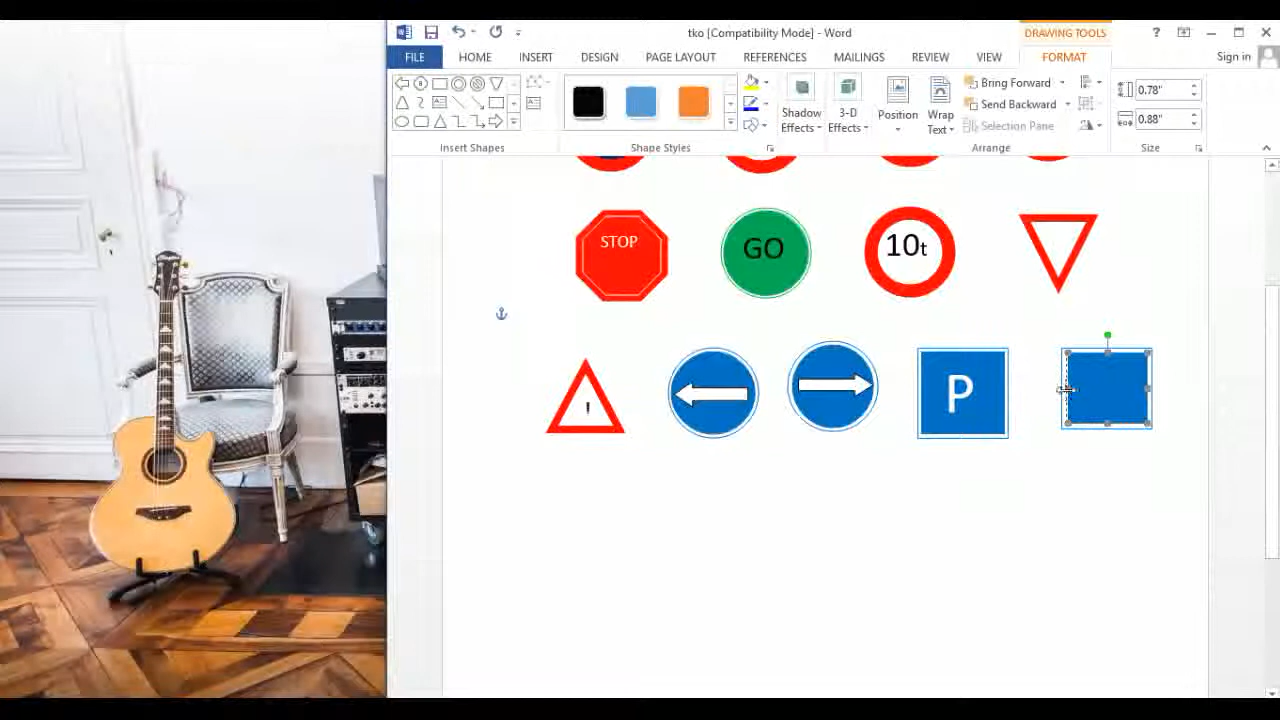 tko [Compatibility Mode] - Word
DRAWING TOOLS
?
FILE HOME INSERT DESIGN PAGE LAYOUT REFERENCES MAILINGS REVIEW VIEW FORMAT Sign in
0.78"
0.88"
Shadow Effects
3-D Effects
Position
Wrap Text
Bring Forward
Send Backward
Selection Pane
Insert Shapes
Shape Styles
Arrange
Size
STOP
GO
10t
!
P